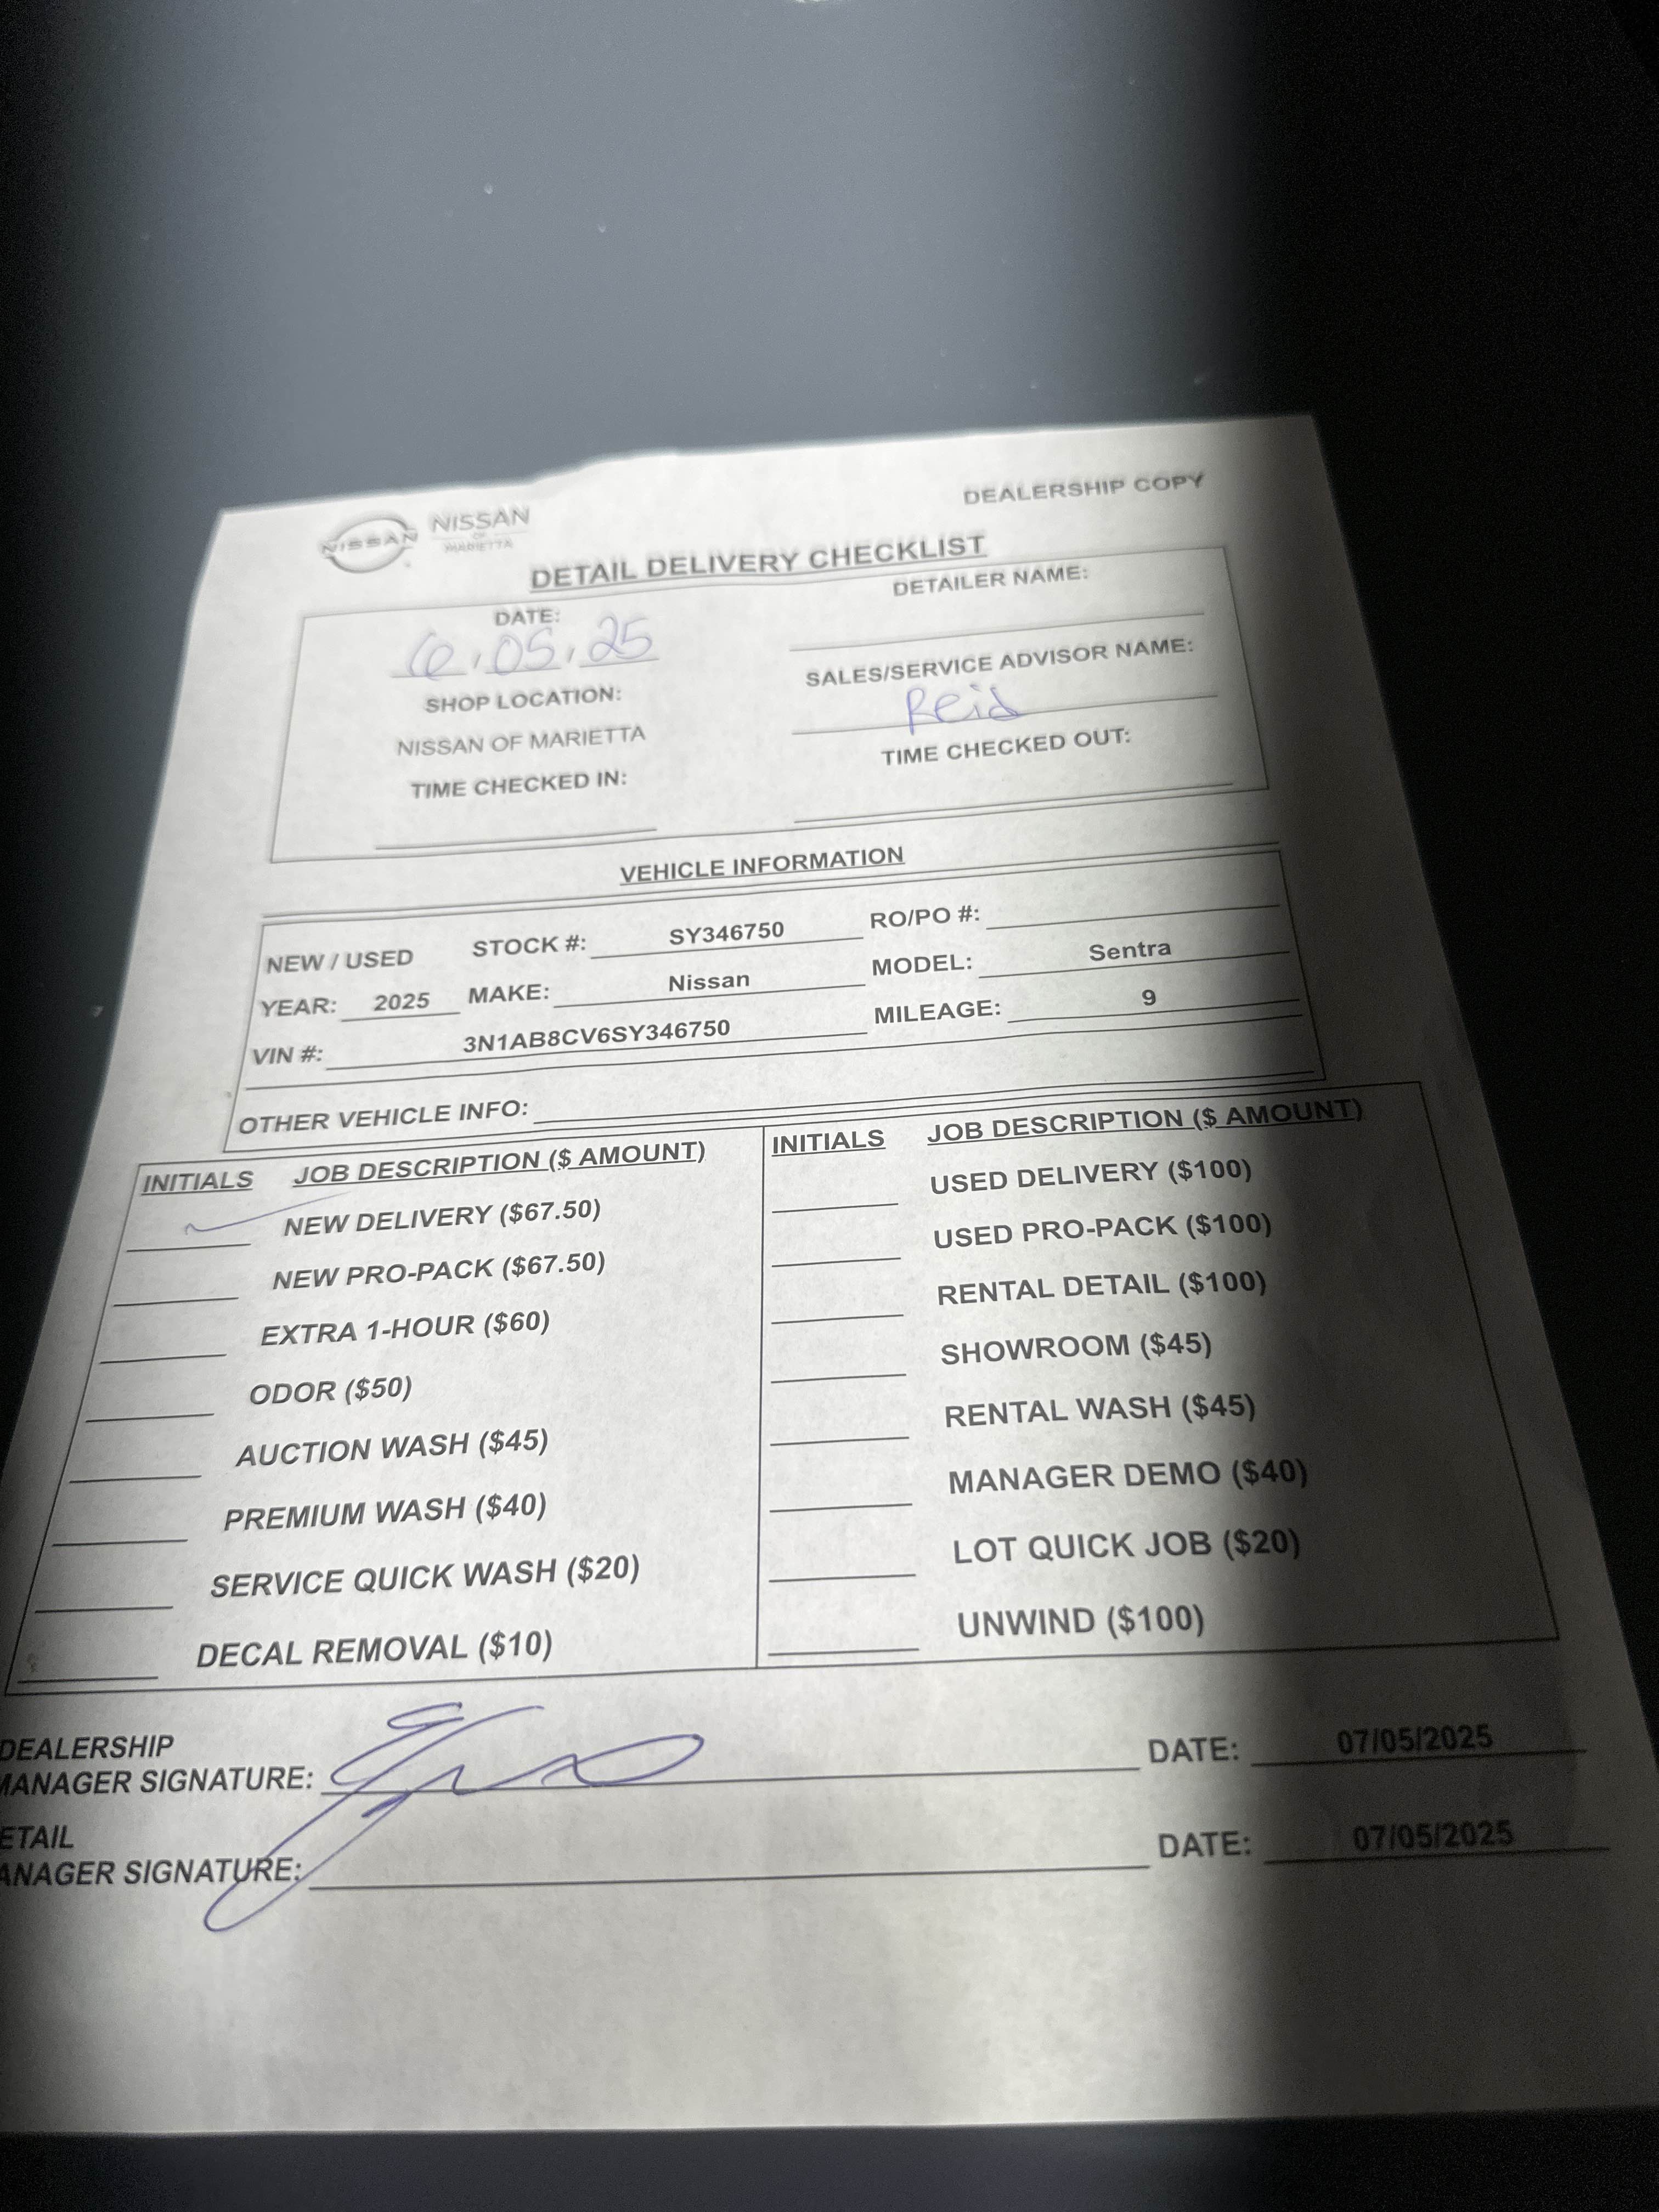 DEALERSHIP COPY
NISSAN NISSAN
OF
MARIETTA
DETAIL DELIVERY CHECKLIST
DATE: DETAILER NAME:
6.05.25
SALES/SERVICE ADVISOR NAME:
SHOP LOCATION: Reid
NISSAN OF MARIETTA
TIME CHECKED IN: TIME CHECKED OUT:
VEHICLE INFORMATION
NEW / USED STOCK #: SY346750 RO/PO #:
YEAR: 2025 MAKE: Nissan MODEL: Sentra
VIN #: 3N1AB8CV6SY346750 MILEAGE: 9
OTHER VEHICLE INFO:
INITIALS JOB DESCRIPTION ($ AMOUNT) INITIALS JOB DESCRIPTION ($ AMOUNT)
NEW DELIVERY ($67.50) USED DELIVERY ($100)
NEW PRO-PACK ($67.50) USED PRO-PACK ($100)
EXTRA 1-HOUR ($60) RENTAL DETAIL ($100)
ODOR ($50) SHOWROOM ($45)
AUCTION WASH ($45) RENTAL WASH ($45)
PREMIUM WASH ($40) MANAGER DEMO ($40)
SERVICE QUICK WASH ($20) LOT QUICK JOB ($20)
DECAL REMOVAL ($10) UNWIND ($100)
DEALERSHIP
MANAGER SIGNATURE: DATE: 07/05/2025
ETAIL
ANAGER SIGNATURE: DATE: 07/05/2025